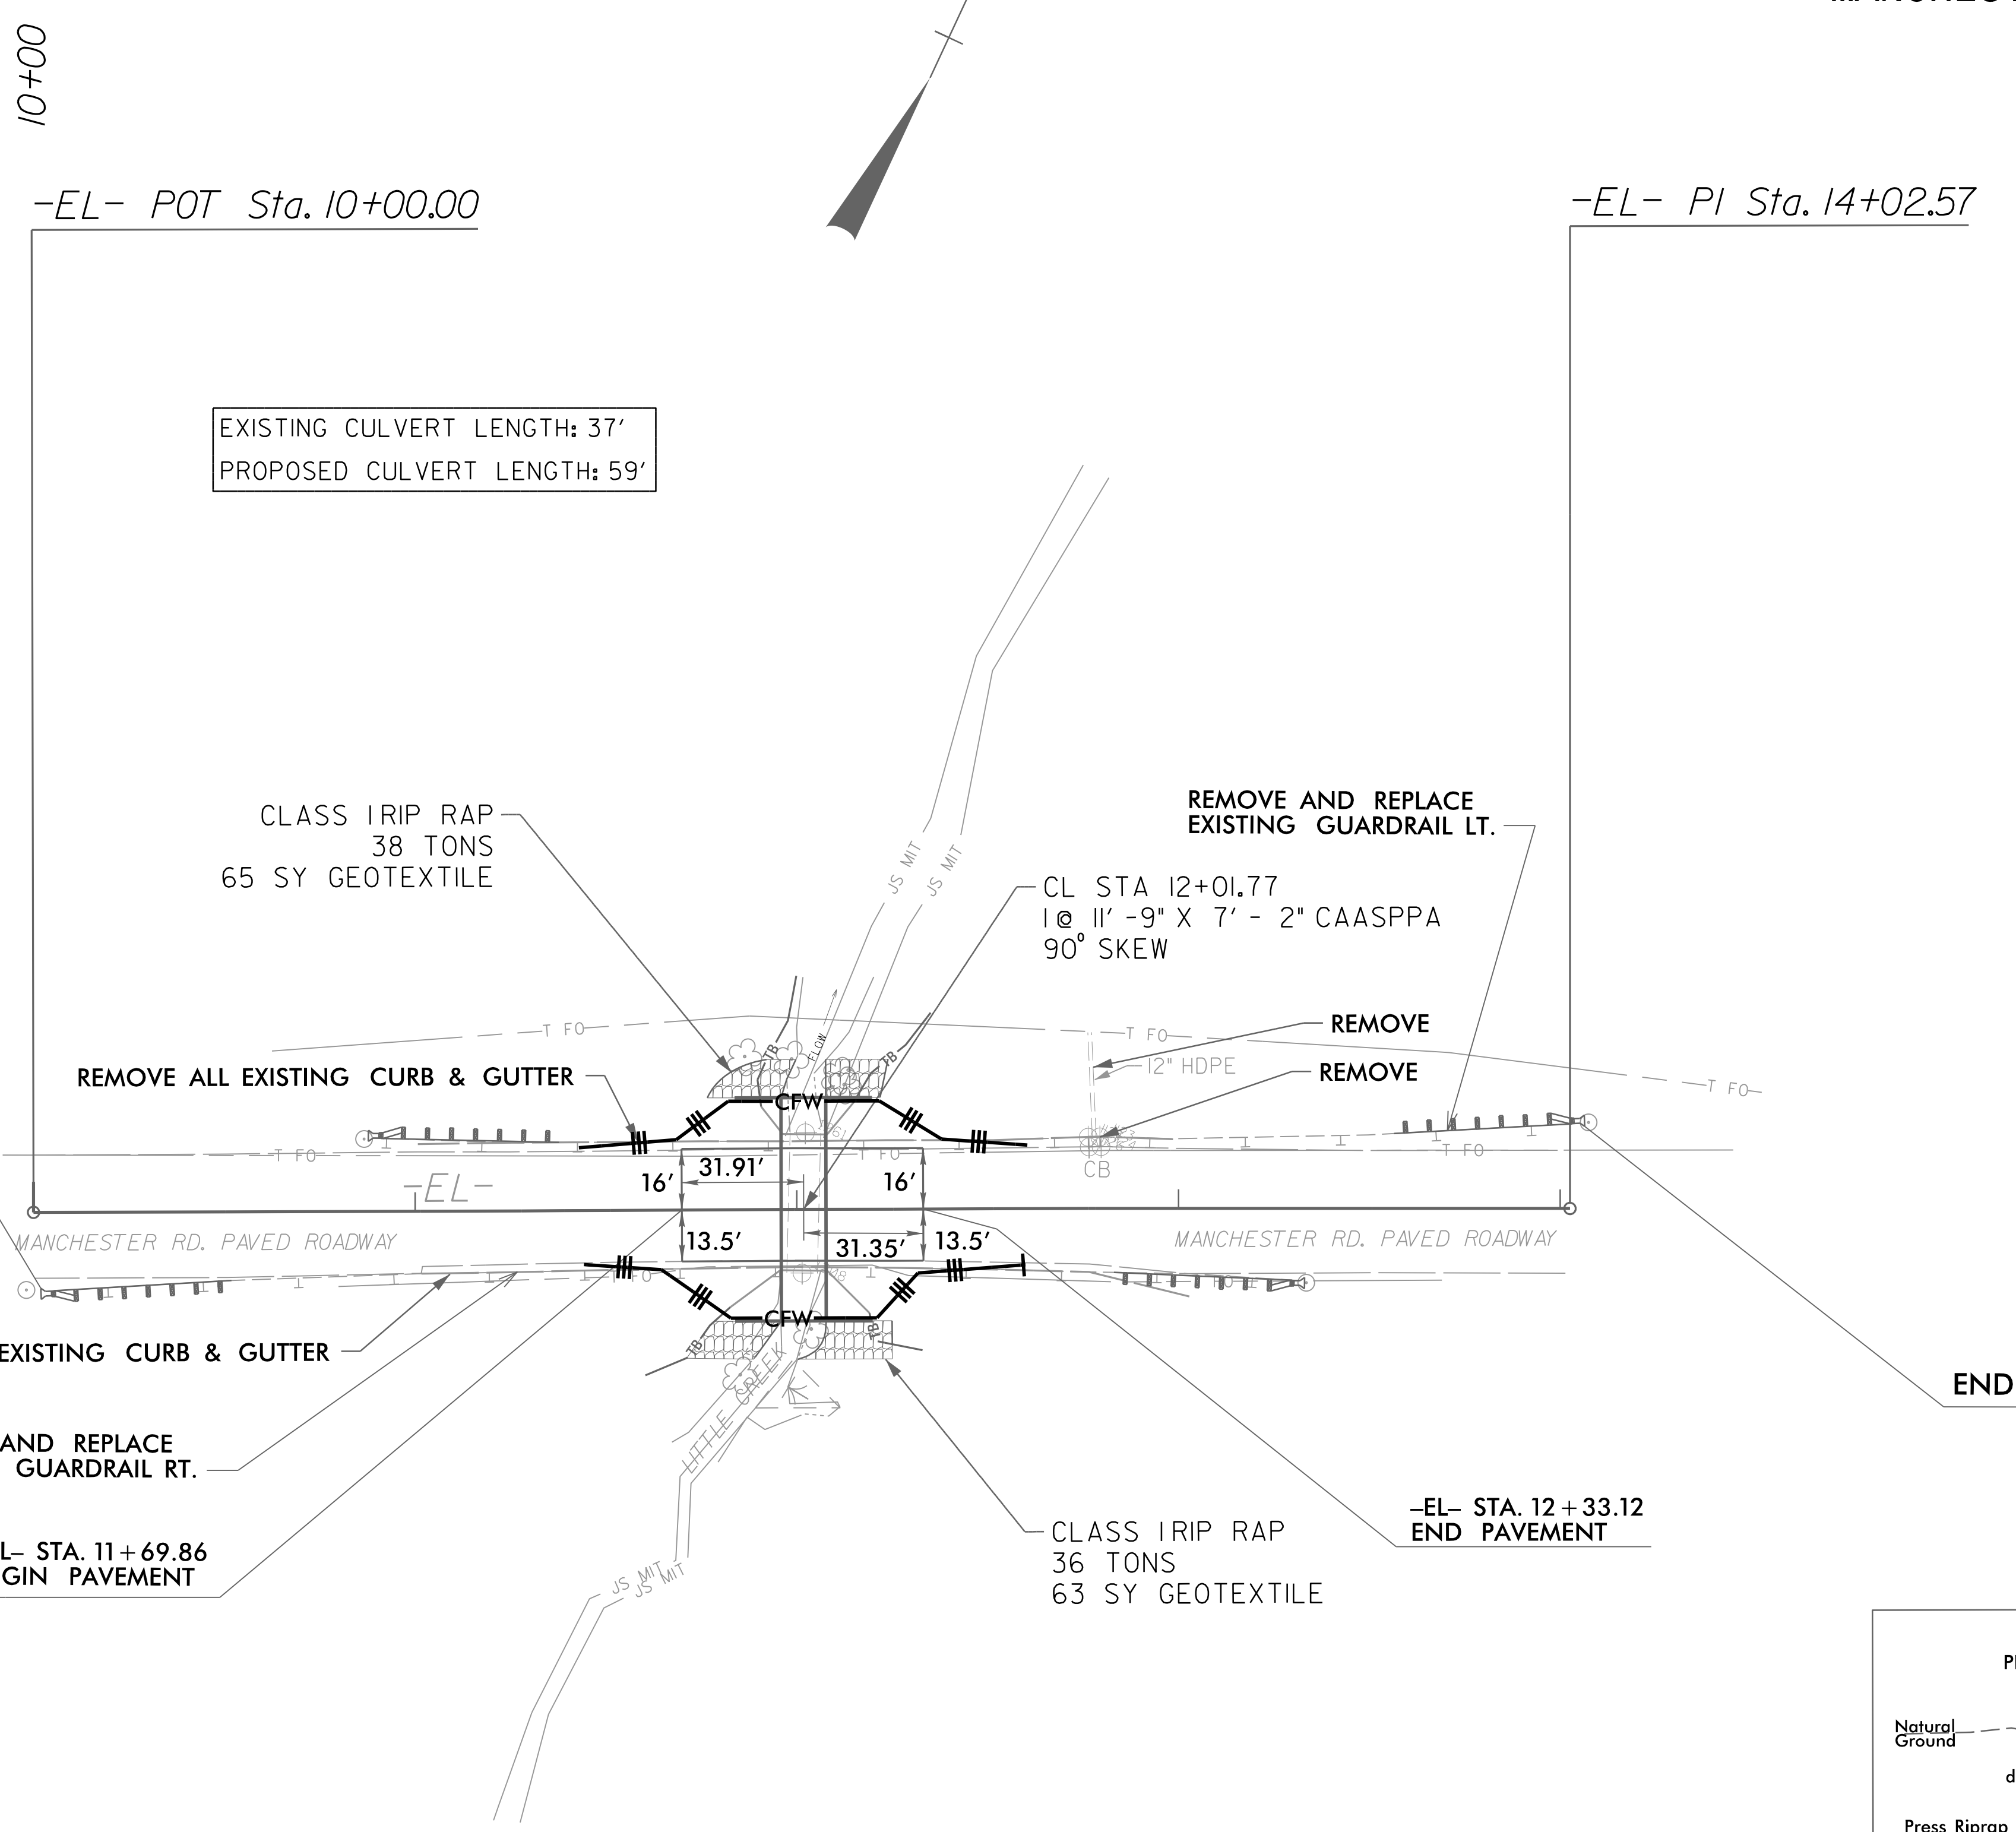 10+00
-EL- POT Sta. 10+00.00
-EL- PI Sta. 14+02.57
EXISTING CULVERT LENGTH: 37'
PROPOSED CULVERT LENGTH: 59'
REMOVE AND REPLACE
EXISTING GUARDRAIL LT.
CLASS I RIP RAP
38 TONS
65 SY GEOTEXTILE
JS MIT
JS MIT
CL STA 12+01.77
1 @ 11' -9" X 7' - 2" CAASPPA
90° SKEW
T FO
T FO
REMOVE
FLOW
TB
TB
12" HDPE
REMOVE
T FO
REMOVE ALL EXISTING CURB & GUTTER
CFW
T FO
T FO
T FO
CB
31.91'
16'
16'
-EL-
MANCHESTER RD. PAVED ROADWAY
MANCHESTER RD. PAVED ROADWAY
13.5'
31.35'
13.5'
T FO
FO
CFW
TB
TB
EXISTING CURB & GUTTER
LITTLE CREEK
END
AND REPLACE
GUARDRAIL RT.
-EL- STA. 12+33.12
END PAVEMENT
CLASS I RIP RAP
36 TONS
63 SY GEOTEXTILE
L- STA. 11+69.86
GIN PAVEMENT
JS MIT
JS MIT
Natural
Ground
d
Press Riprap